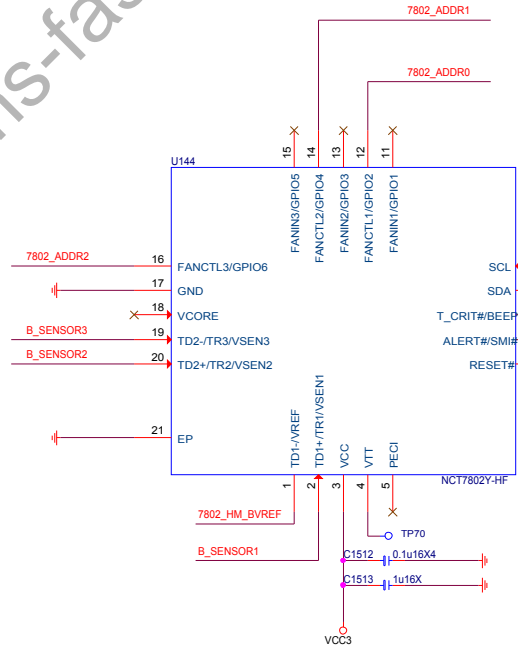 7802_ADDR1
7802_ADDR0
ns-fas
15
14
13
12
11
U144
FANIN3/GPIO5
FANCTL2/GPIO4
FANIN2/GPIO3
FANCTL1/GPIO2
FANIN1/GPIO1
7802_ADDR2
16
FANCTL3/GPIO6
SCL
17
GND
SDA
18
VCORE
T_CRIT#/BEEP
B_SENSOR3
19
TD2-/TR3/VSEN3
ALERT#/SMI#
B_SENSOR2
20
TD2+/TR2/VSEN2
RESET#
21
EP
TD1-/VREF
TD1+/TR1/VSEN1
VCC
VTT
PECI
NCT7802Y-HF
1
2
3
4
5
7802_HM_BVREF
TP70
B_SENSOR1
C1512
0.1u16X4
C1513
1u16X
VCC3